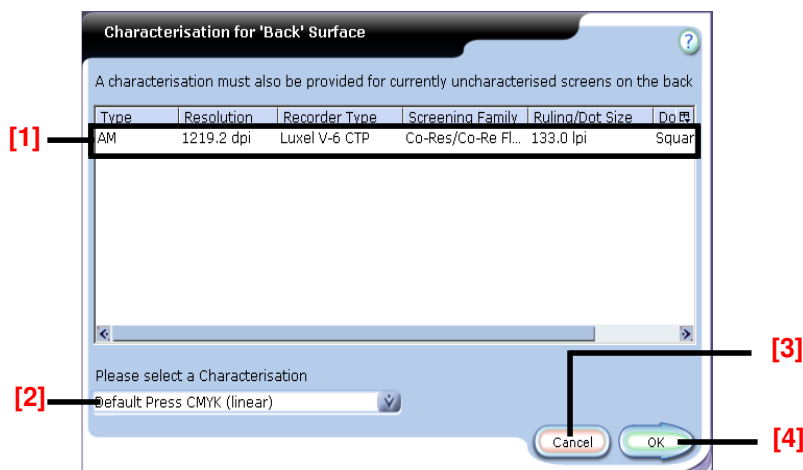 Characterisation for 'Back' Surface
?
A characterisation must also be provided for currently uncharacterised screens on the back
Type Resolution Recorder Type Screening Family Ruling/Dot Size Do
[1] AM 1219.2 dpi Luxel V-6 CTP Co-Res/Co-Re Fl... 133.0 lpi Squar
[3]
Please select a Characterisation
[2] Default Press CMYK (linear)
Cancel OK [4]